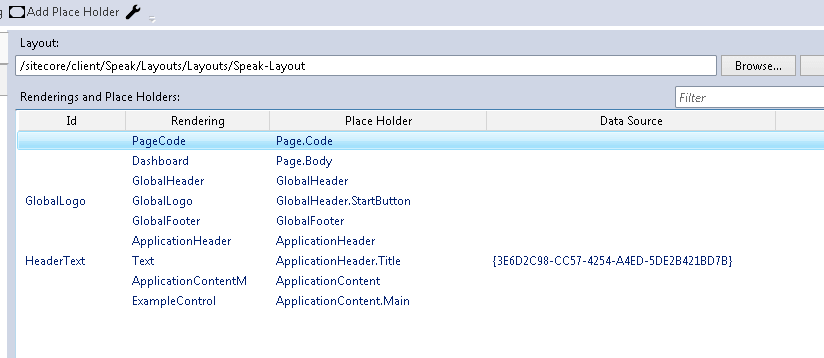 Add Place Holder
Layout:
/sitecore/client/Speak/Layouts/Layouts/Speak-Layout Browse...
Renderings and Place Holders: Filter
Id Rendering Place Holder Data Source
PageCode Page.Code
Dashboard Page.Body
GlobalHeader GlobalHeader
GlobalLogo GlobalLogo GlobalHeader.StartButton
GlobalFooter GlobalFooter
ApplicationHeader ApplicationHeader
HeaderText Text ApplicationHeader.Title {3E6D2C98-CC57-4254-A4ED-5DE2B421BD7B}
ApplicationContentM ApplicationContent
ExampleControl ApplicationContent.Main